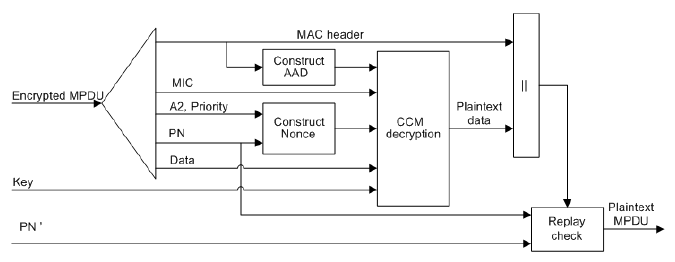 MAC header
Construct
AAD
Encrypted MPDU
MIC
A2, Priority
Construct
Nonce
CCM
decryption
Plaintext
data
||
PN
Data
Key
PN '
Replay
check
Plaintext
MPDU